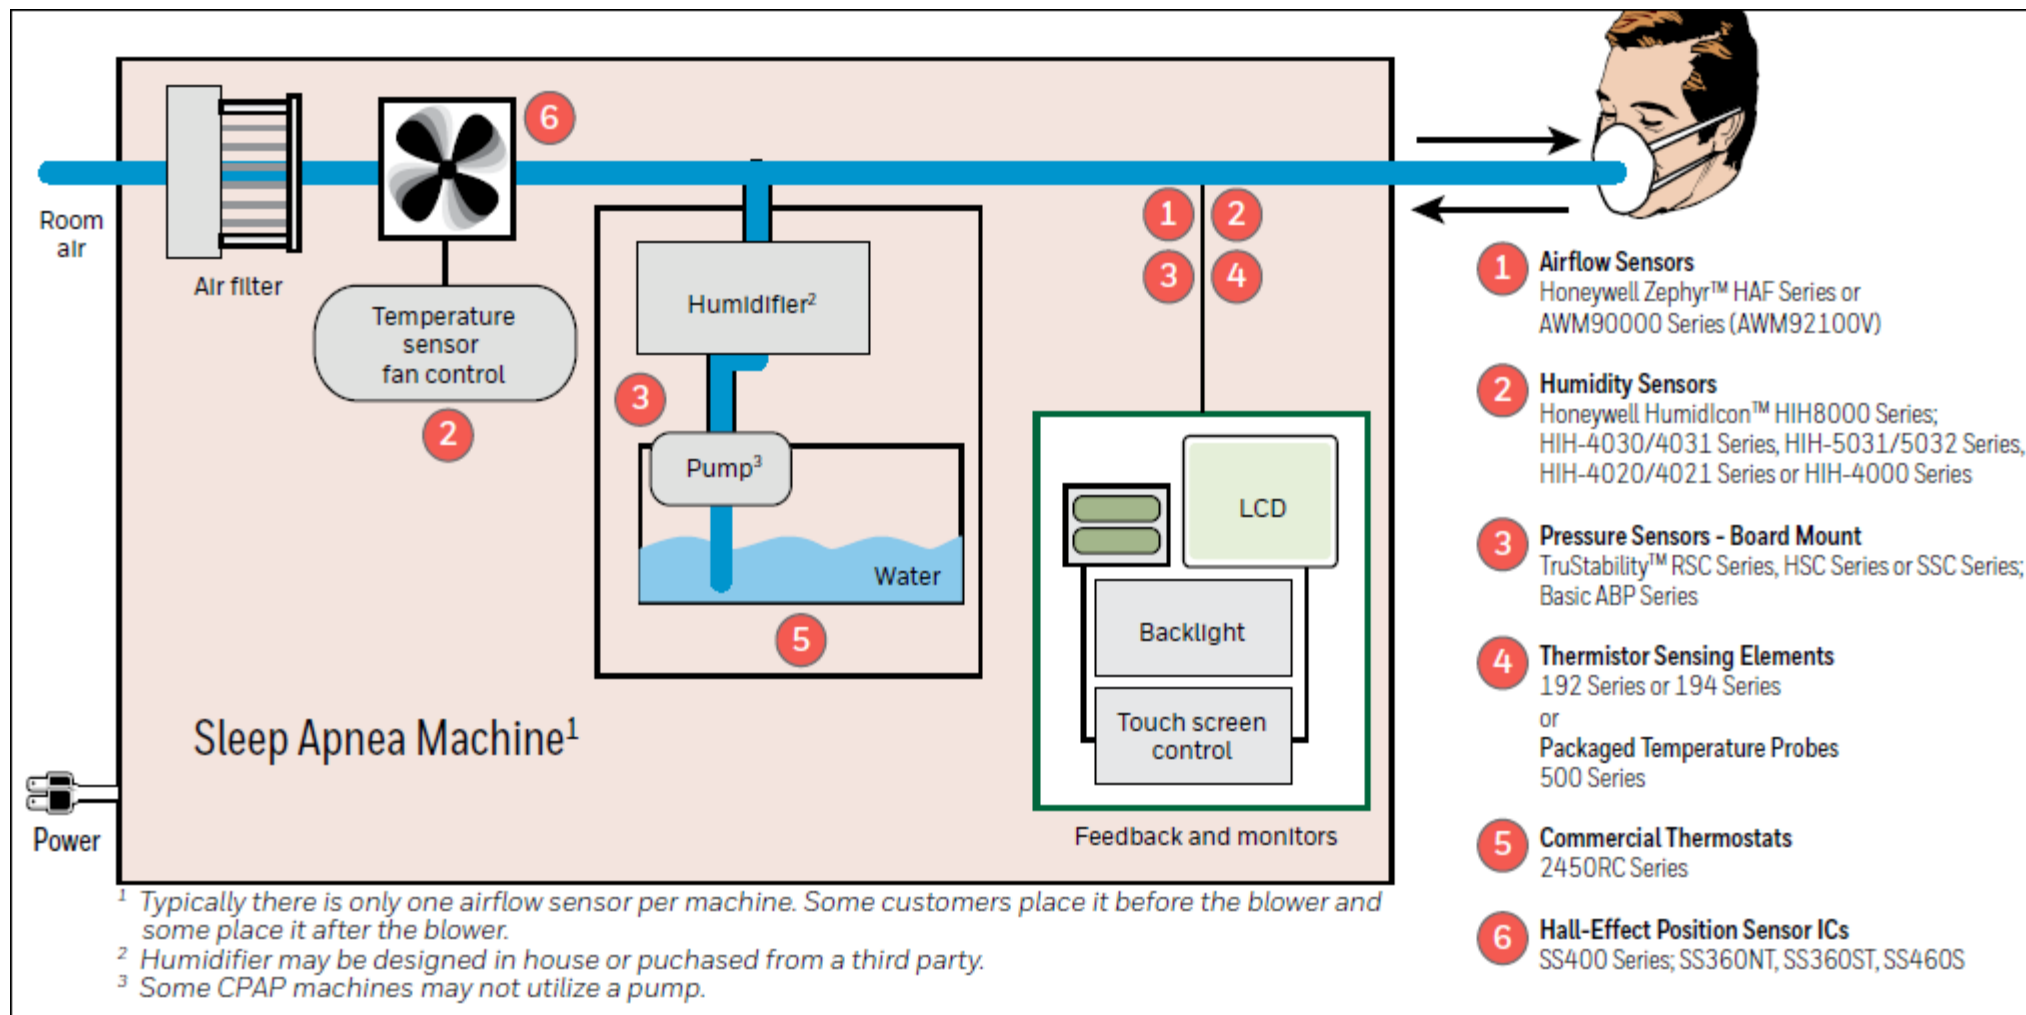 6
Room
air
Air filter
Temperature
sensor
fan control
2
Humidifier²
3
Pump³
Water
5
1 2
3 4
LCD
Backlight
Touch screen
control
Feedback and monitors
Sleep Apnea Machine¹
Power
1 Airflow Sensors
Honeywell Zephyr™ HAF Series or
AWM90000 Series (AWM92100V)
2 Humidity Sensors
Honeywell HumidIcon™ HIH8000 Series;
HIH-4030/4031 Series, HIH-5031/5032 Series,
HIH-4020/4021 Series or HIH-4000 Series
3 Pressure Sensors - Board Mount
TruStability™ RSC Series, HSC Series or SSC Series;
Basic ABP Series
4 Thermistor Sensing Elements
192 Series or 194 Series
or
Packaged Temperature Probes
500 Series
5 Commercial Thermostats
2450RC Series
6 Hall-Effect Position Sensor ICs
SS400 Series; SS360NT, SS360ST, SS460S
¹ Typically there is only one airflow sensor per machine. Some customers place it before the blower and
some place it after the blower.
² Humidifier may be designed in house or puchased from a third party.
³ Some CPAP machines may not utilize a pump.